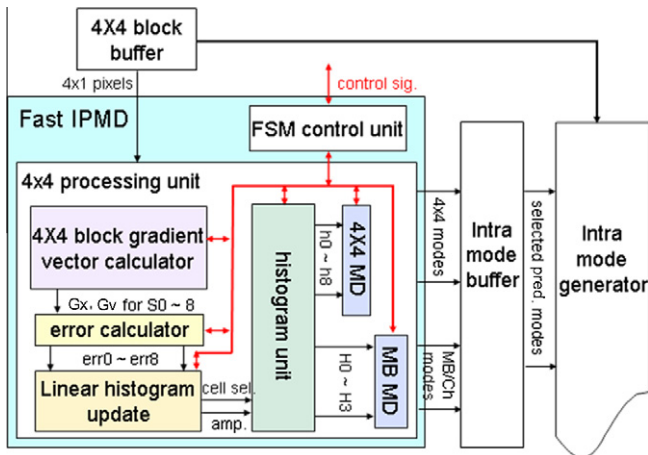 4X4 block
buffer
4x1 pixels
control sig.
Fast IPMD
FSM control unit
4x4 processing unit
4X4 block gradient
vector calculator
Gx, Gv for S0 ~ 8
error calculator
err0 ~ err8
Linear histogram
update
cell sel.
amp.
histogram unit
h0 ~ h8
4X4 MD
H0 ~ H3
MB MD
4x4 modes
MB/Ch
modes
Intra
mode
buffer
selected pred. modes
Intra
mode
generator